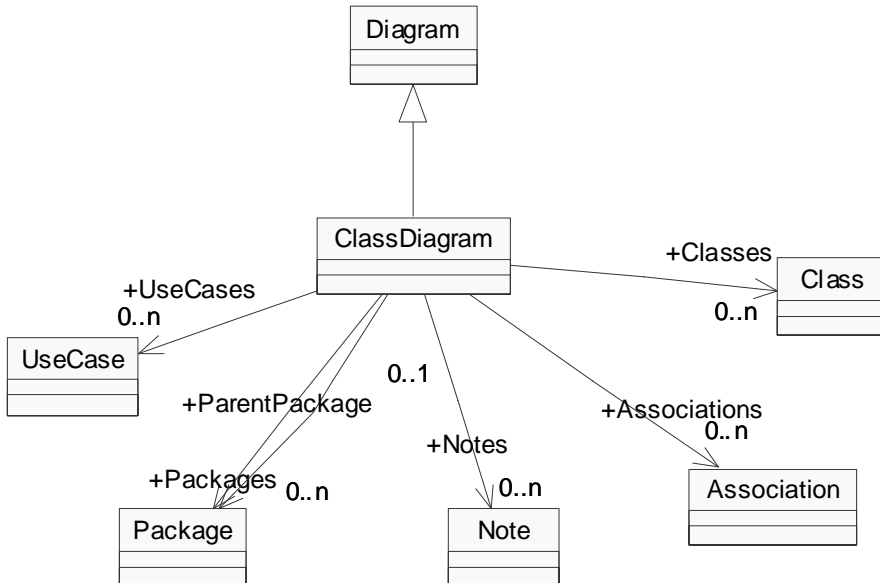 Diagram
ClassDiagram
+Classes
Class
0..n
+UseCases
0..n
UseCase
0..1
+ParentPackage
+Associations
0..n
+Notes
+Packages
0..n
0..n
Association
Package
Note